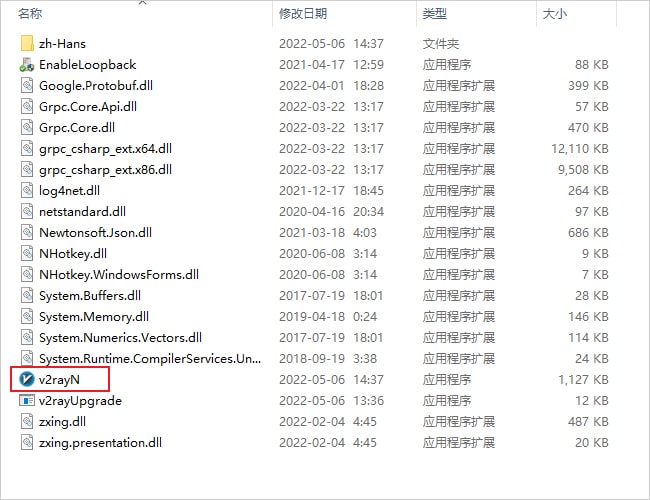 名称 修改日期 类型 大小
zh-Hans 2022-05-06 14:37 文件夹
EnableLoopback 2021-04-17 12:59 应用程序 88 KB
Google.Protobuf.dll 2022-04-01 18:28 应用程序扩展 399 KB
Grpc.Core.Api.dll 2022-03-22 13:17 应用程序扩展 57 KB
Grpc.Core.dll 2022-03-22 13:17 应用程序扩展 470 KB
grpc_csharp_ext.x64.dll 2022-03-22 13:17 应用程序扩展 12,110 KB
grpc_csharp_ext.x86.dll 2022-03-22 13:17 应用程序扩展 9,508 KB
log4net.dll 2021-12-17 18:45 应用程序扩展 264 KB
netstandard.dll 2020-04-16 20:34 应用程序扩展 97 KB
Newtonsoft.Json.dll 2021-03-18 4:03 应用程序扩展 686 KB
NHotkey.dll 2020-06-08 3:14 应用程序扩展 9 KB
NHotkey.WindowsForms.dll 2020-06-08 3:14 应用程序扩展 7 KB
System.Buffers.dll 2017-07-19 18:01 应用程序扩展 28 KB
System.Memory.dll 2019-04-18 0:24 应用程序扩展 146 KB
System.Numerics.Vectors.dll 2017-07-19 18:01 应用程序扩展 114 KB
System.Runtime.CompilerServices.Un... 2018-09-19 3:38 应用程序扩展 24 KB
v2rayN 2022-05-06 14:37 应用程序 1,127 KB
v2rayUpgrade 2022-05-06 14:37 应用程序 12 KB
zxing.dll 2022-02-04 4:45 应用程序扩展 487 KB
zxing.presentation.dll 2022-02-04 4:45 应用程序扩展 20 KB